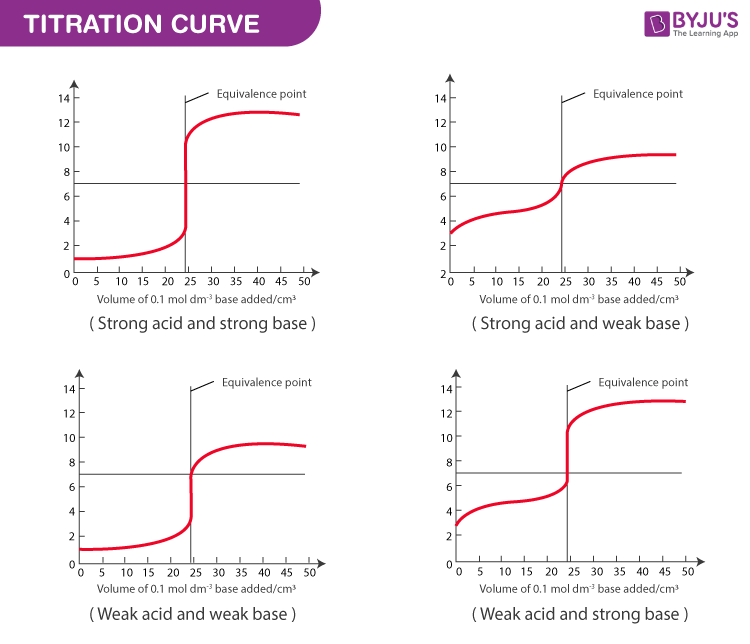 TITRATION CURVE
BYJU'S
The Learning App
Equivalence point
14
12
10
8
6
4
2
0
0 5 10 15 20 25 30 35 40 45 50
Volume of 0.1 mol dm⁻³ base added/cm³
( Strong acid and strong base )
Equivalence point
14
12
10
8
6
4
2
2
0 5 10 15 20 25 30 35 40 45 50
Volume of 0.1 mol dm⁻³ base added/cm³
( Strong acid and weak base )
Equivalence point
14
12
10
8
6
4
2
0
0 5 10 15 20 25 30 35 40 45 50
Volume of 0.1 mol dm⁻³ base added/cm³
( Weak acid and weak base )
Equivalence point
14
12
10
8
6
4
2
0
0 5 10 15 20 25 30 35 40 45 50
Volume of 0.1 mol dm⁻³ base added/cm³
( Weak acid and strong base )